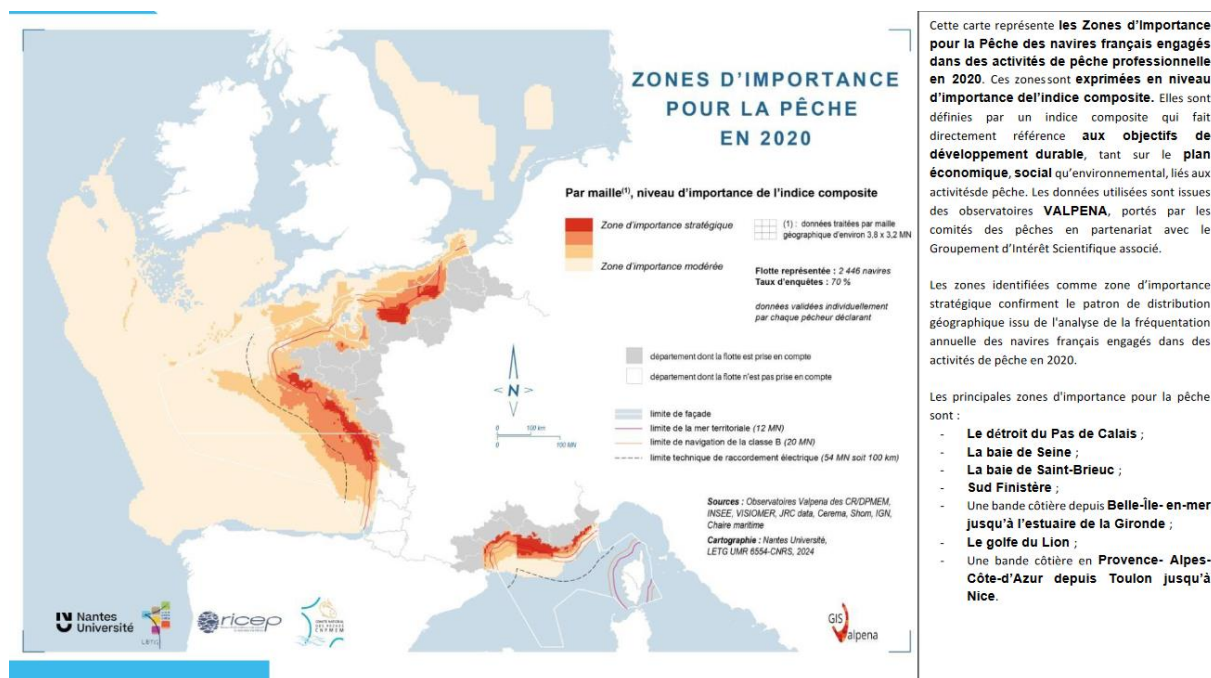 ZONES D'IMPORTANCE
POUR LA PÊCHE
EN 2020
Par maille(1), niveau d'importance de l'indice composite
Zone d'importance stratégique
Zone d'importance modérée
(1) : données traitées par maille
géographique d'environ 3,8 x 3,2 MN
Flotte représentée : 2 446 navires
Taux d'enquêtes : 70 %
données validées individuellement
par chaque pêcheur déclarant
département dont la flotte est prise en compte
département dont la flotte n'est pas prise en compte
N
0 100 km
0 100 MN
limite de façade
limite de la mer territoriale (12 MN)
limite de navigation de la classe B (20 MN)
limite technique de raccordement électrique (54 MN soit 100 km)
Sources : Observatoires Valpena des CR/DPMEM,
INSEE, VISIOMER, JRC data, Cerema, Shom, IGN,
Chaire maritime
Cartographie : Nantes Université,
LETG UMR 6554-CNRS, 2024
Nantes
Université
LETG
ricep
COMITÉ NATIONAL
DES PÊCHES
CNPMEM
GIS
Valpena
Cette carte représente les Zones d'Importance
pour la Pêche des navires français engagés
dans des activités de pêche professionnelle
en 2020. Ces zones sont exprimées en niveau
d'importance del'indice composite. Elles sont
définies par un indice composite qui fait
directement référence aux objectifs de
développement durable, tant sur le plan
économique, social qu'environnemental, liés aux
activitésde pêche. Les données utilisées sont issues
des observatoires VALPENA, portés par les
comités des pêches en partenariat avec le
Groupement d'Intérêt Scientifique associé.
Les zones identifiées comme zone d'importance
stratégique confirment le patron de distribution
géographique issu de l'analyse de la fréquentation
annuelle des navires français engagés dans des
activités de pêche en 2020.
Les principales zones d'importance pour la pêche
sont :
- Le détroit du Pas de Calais ;
- La baie de Seine ;
- La baie de Saint-Brieuc ;
- Sud Finistère ;
- Une bande côtière depuis Belle-Île- en-mer
jusqu'à l'estuaire de la Gironde ;
- Le golfe du Lion ;
- Une bande côtière en Provence- Alpes-
Côte-d'Azur depuis Toulon jusqu'à
Nice.